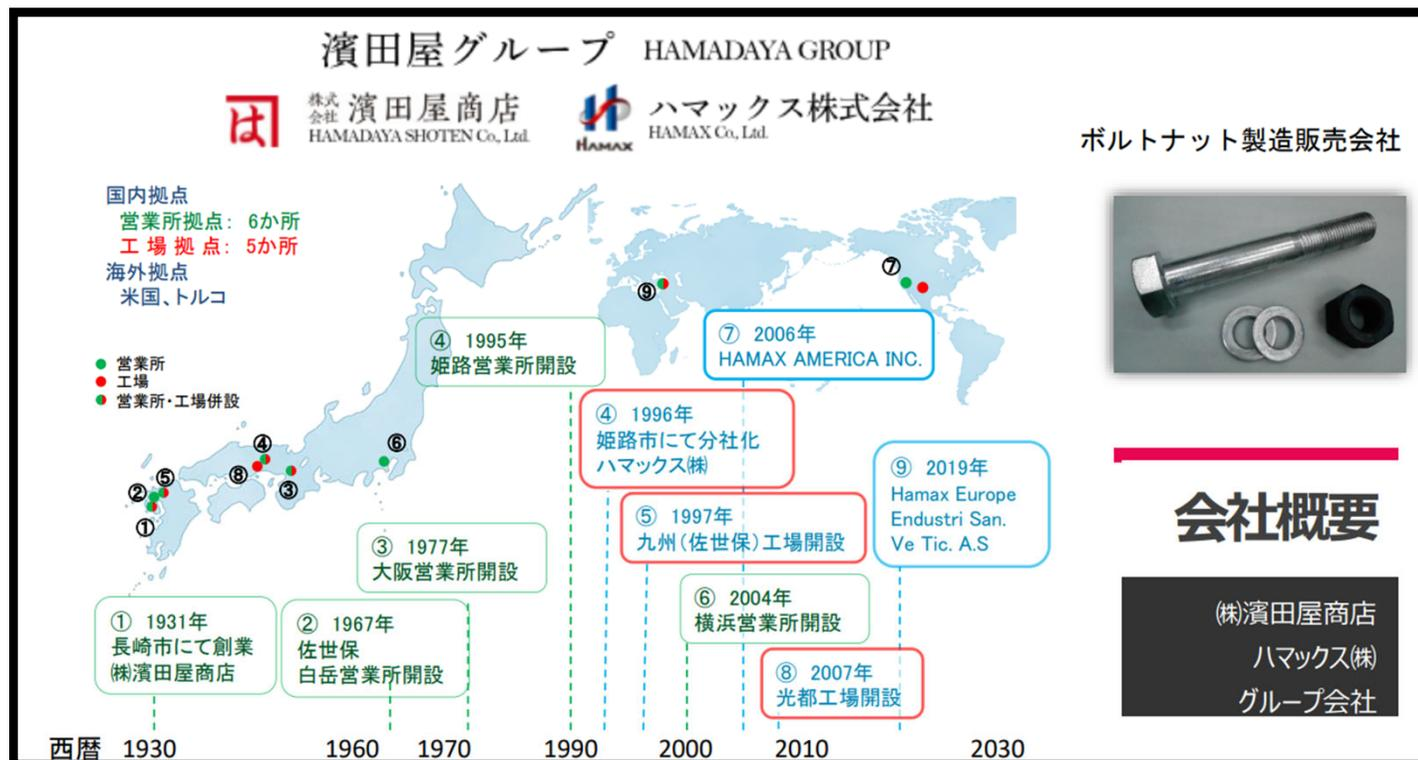 濱田屋グループ HAMADAYA GROUP
は
株式会社 濱田屋商店
HAMADAYA SHOTEN Co., Ltd.
HAMAX
ハマックス株式会社
HAMAX Co., Ltd.
ボルトナット製造販売会社
国内拠点
営業所拠点: 6か所
工場拠点: 5か所
海外拠点
米国、トルコ
営業所
工場
営業所・工場併設
①
②
③
④
⑤
⑥
⑦
⑧
⑨
① 1931年
長崎市にて創業
㈱濱田屋商店
② 1967年
佐世保
白岳営業所開設
③ 1977年
大阪営業所開設
④ 1995年
姫路営業所開設
④ 1996年
姫路市にて分社化
ハマックス㈱
⑤ 1997年
九州(佐世保)工場開設
⑥ 2004年
横浜営業所開設
⑦ 2006年
HAMAX AMERICA INC.
⑧ 2007年
光都工場開設
⑨ 2019年
Hamax Europe
Endustri San.
Ve Tic. A.S
西暦 1930 1960 1970 1990 2000 2010 2030
会社概要
㈱濱田屋商店
ハマックス㈱
グループ会社